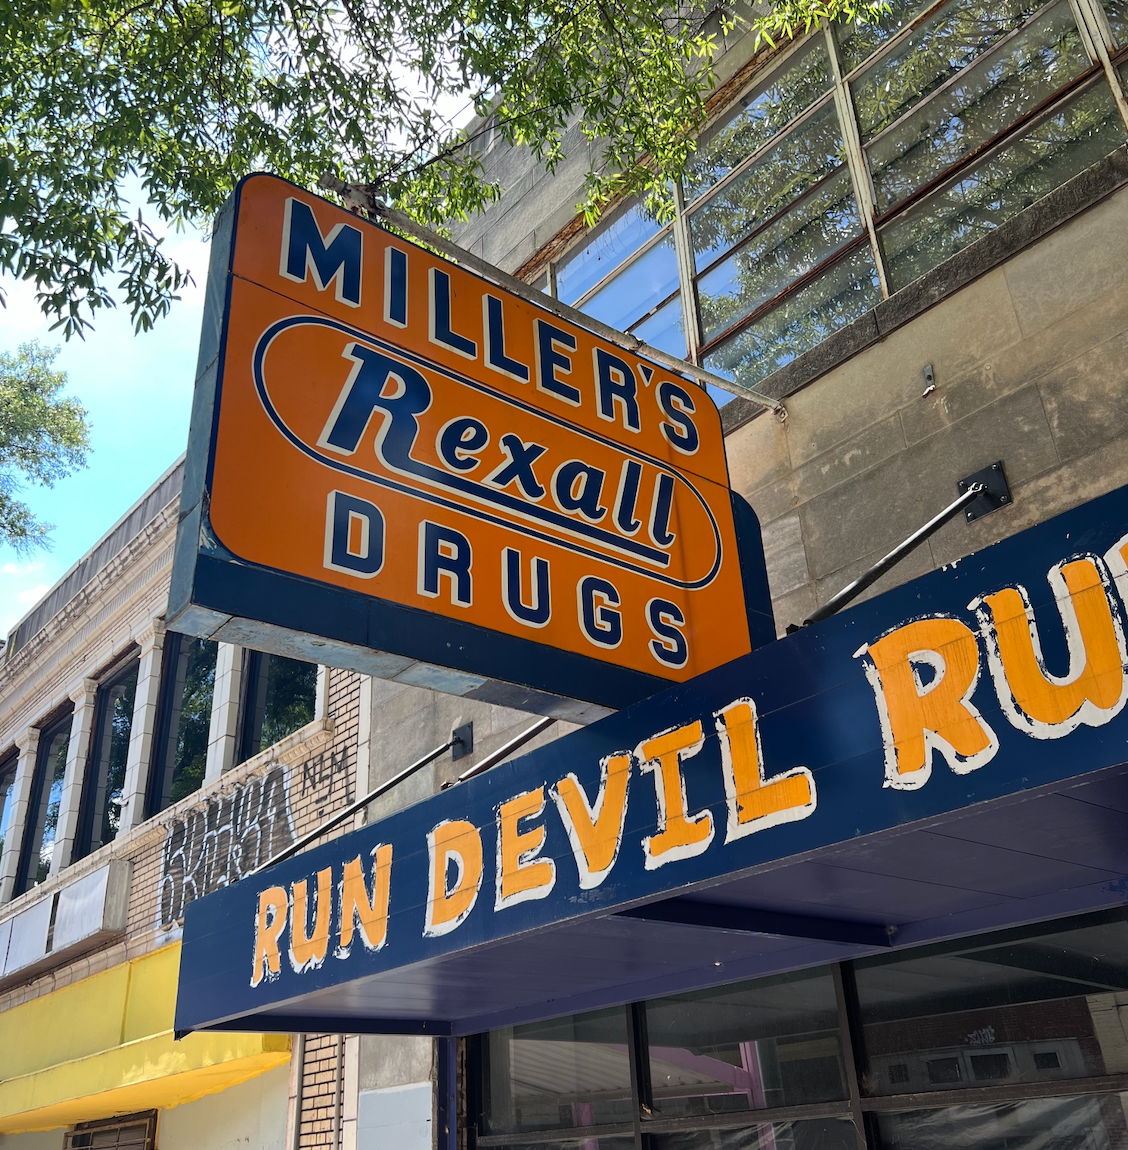 MILLER'S
Rexall
DRUGS
RUN DEVIL RU